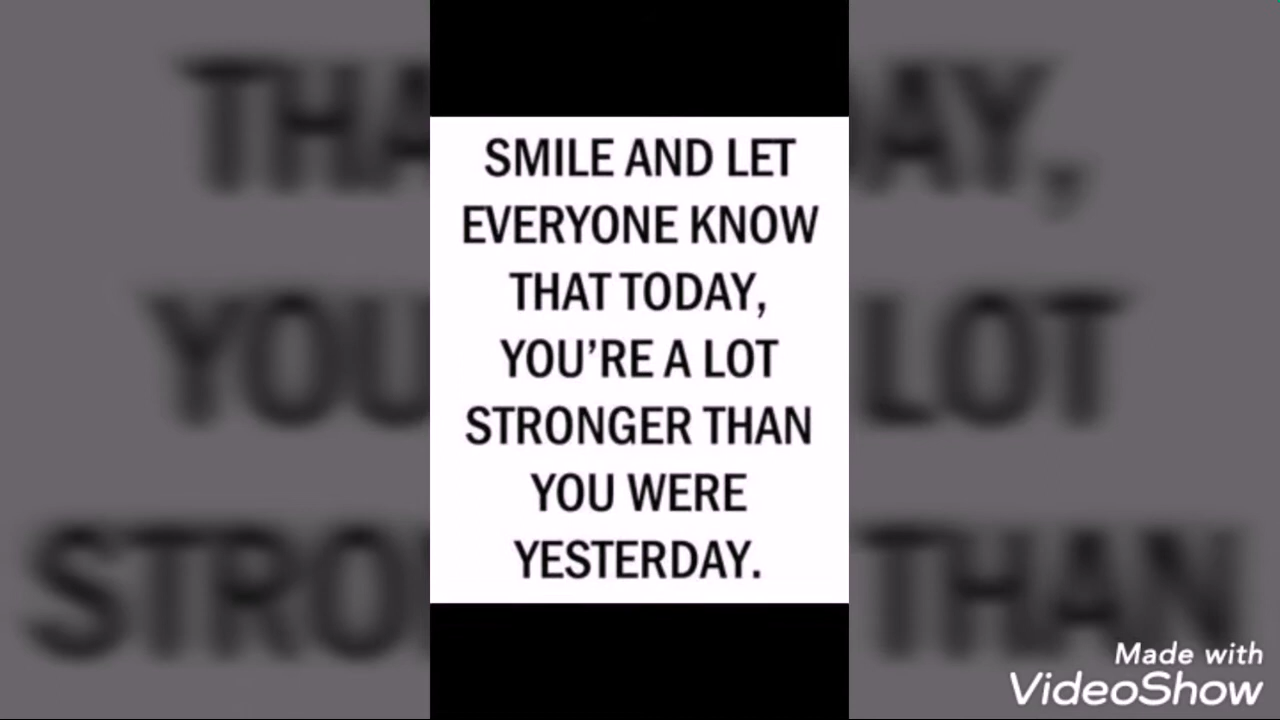 SMILE AND LET
EVERYONE KNOW
THAT TODAY,
YOU'RE A LOT
STRONGER THAN
YOU WERE
YESTERDAY.
Made with
VideoShow